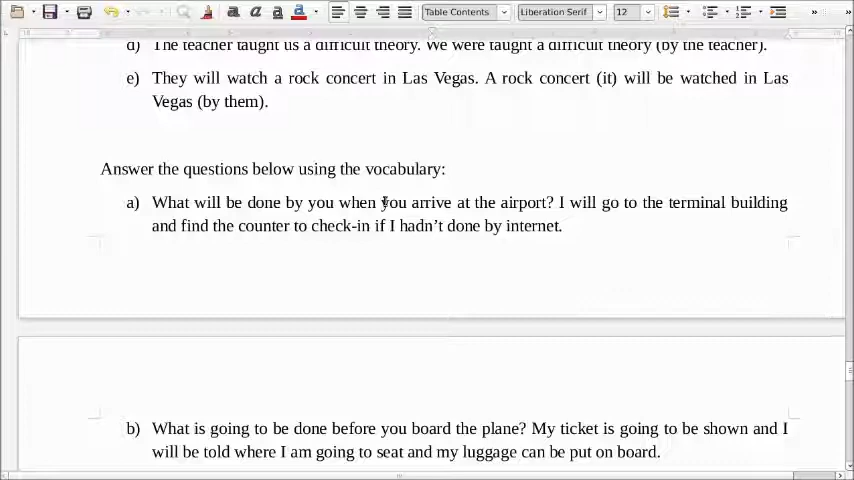 Table Contents
Liberation Serif
12
d) The teacher taught us a difficult theory. We were taught a difficult theory (by the teacher).
e) They will watch a rock concert in Las Vegas. A rock concert (it) will be watched in Las
Vegas (by them).
Answer the questions below using the vocabulary:
a) What will be done by you when you arrive at the airport? I will go to the terminal building
and find the counter to check-in if I hadn’t done by internet.
b) What is going to be done before you board the plane? My ticket is going to be shown and I
will be told where I am going to seat and my luggage can be put on board.